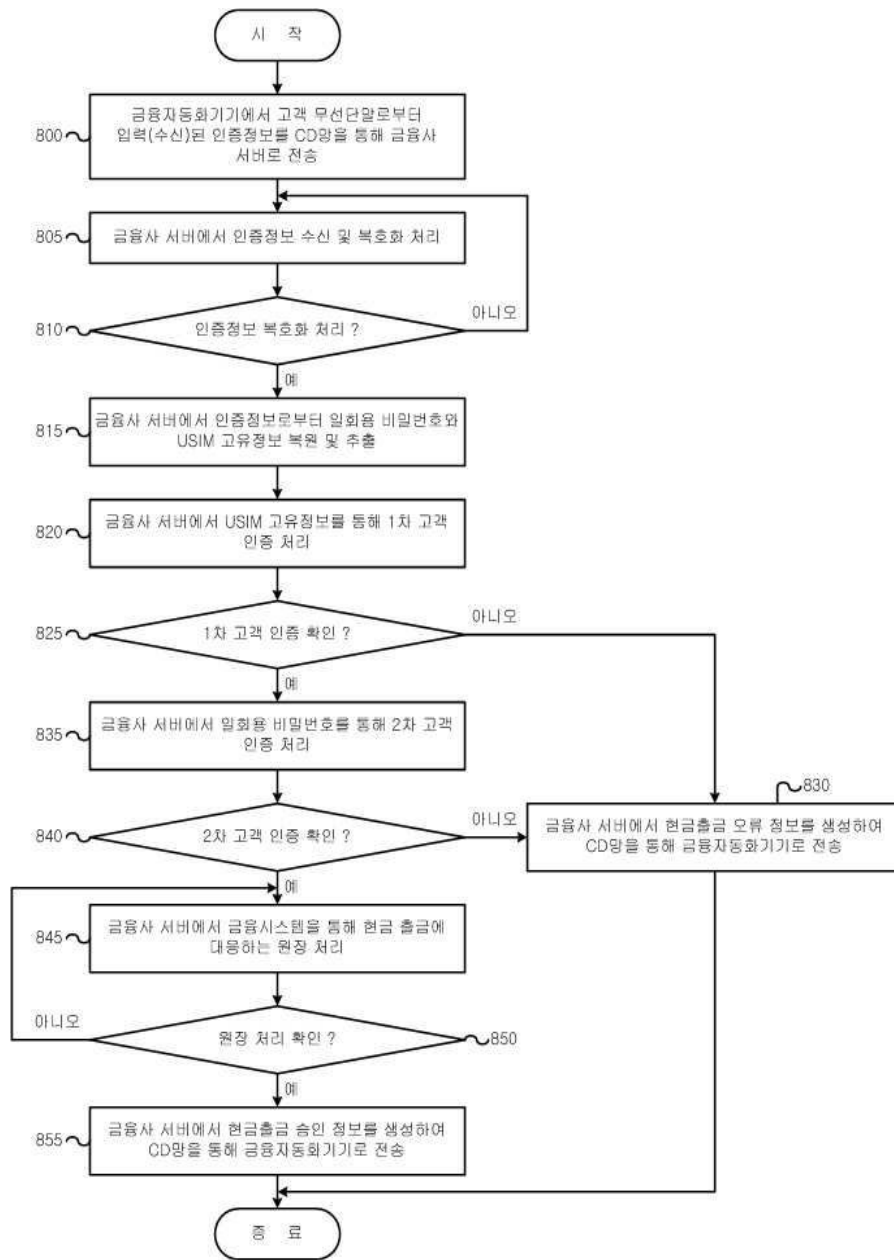 시 작
금융자동화기기에서 고객 무선단말로부터
800
입력(수신)된 인증정보를 CD망을 통해 금융사
서버로 전송
805
금융사 서버에서 인증정보 수신 및 복호화 처리
아니오
810
인증정보 복호화 처리 ?
예
815
금융사 서버에서 인증정보로부터 일회용 비밀번호와
USIM 고유정보 복원 및 추출
820
금융사 서버에서 USIM 고유정보를 통해 1차 고객
인증 처리
아니오
825
1차 고객 인증 확인 ?
예
835
금융사 서버에서 일회용 비밀번호를 통해 2차 고객
인증 처리
830
아니오
840
2차 고객 인증 확인 ?
금융사 서버에서 현금출금 오류 정보를 생성하여
CD망을 통해 금융자동화기기로 전송
예
845
금융사 서버에서 금융시스템을 통해 현금 출금에
대응하는 원장 처리
아니오
원장 처리 확인 ?
850
예
855
금융사 서버에서 현금출금 승인 정보를 생성하여
CD망을 통해 금융자동화기기로 전송
종 료